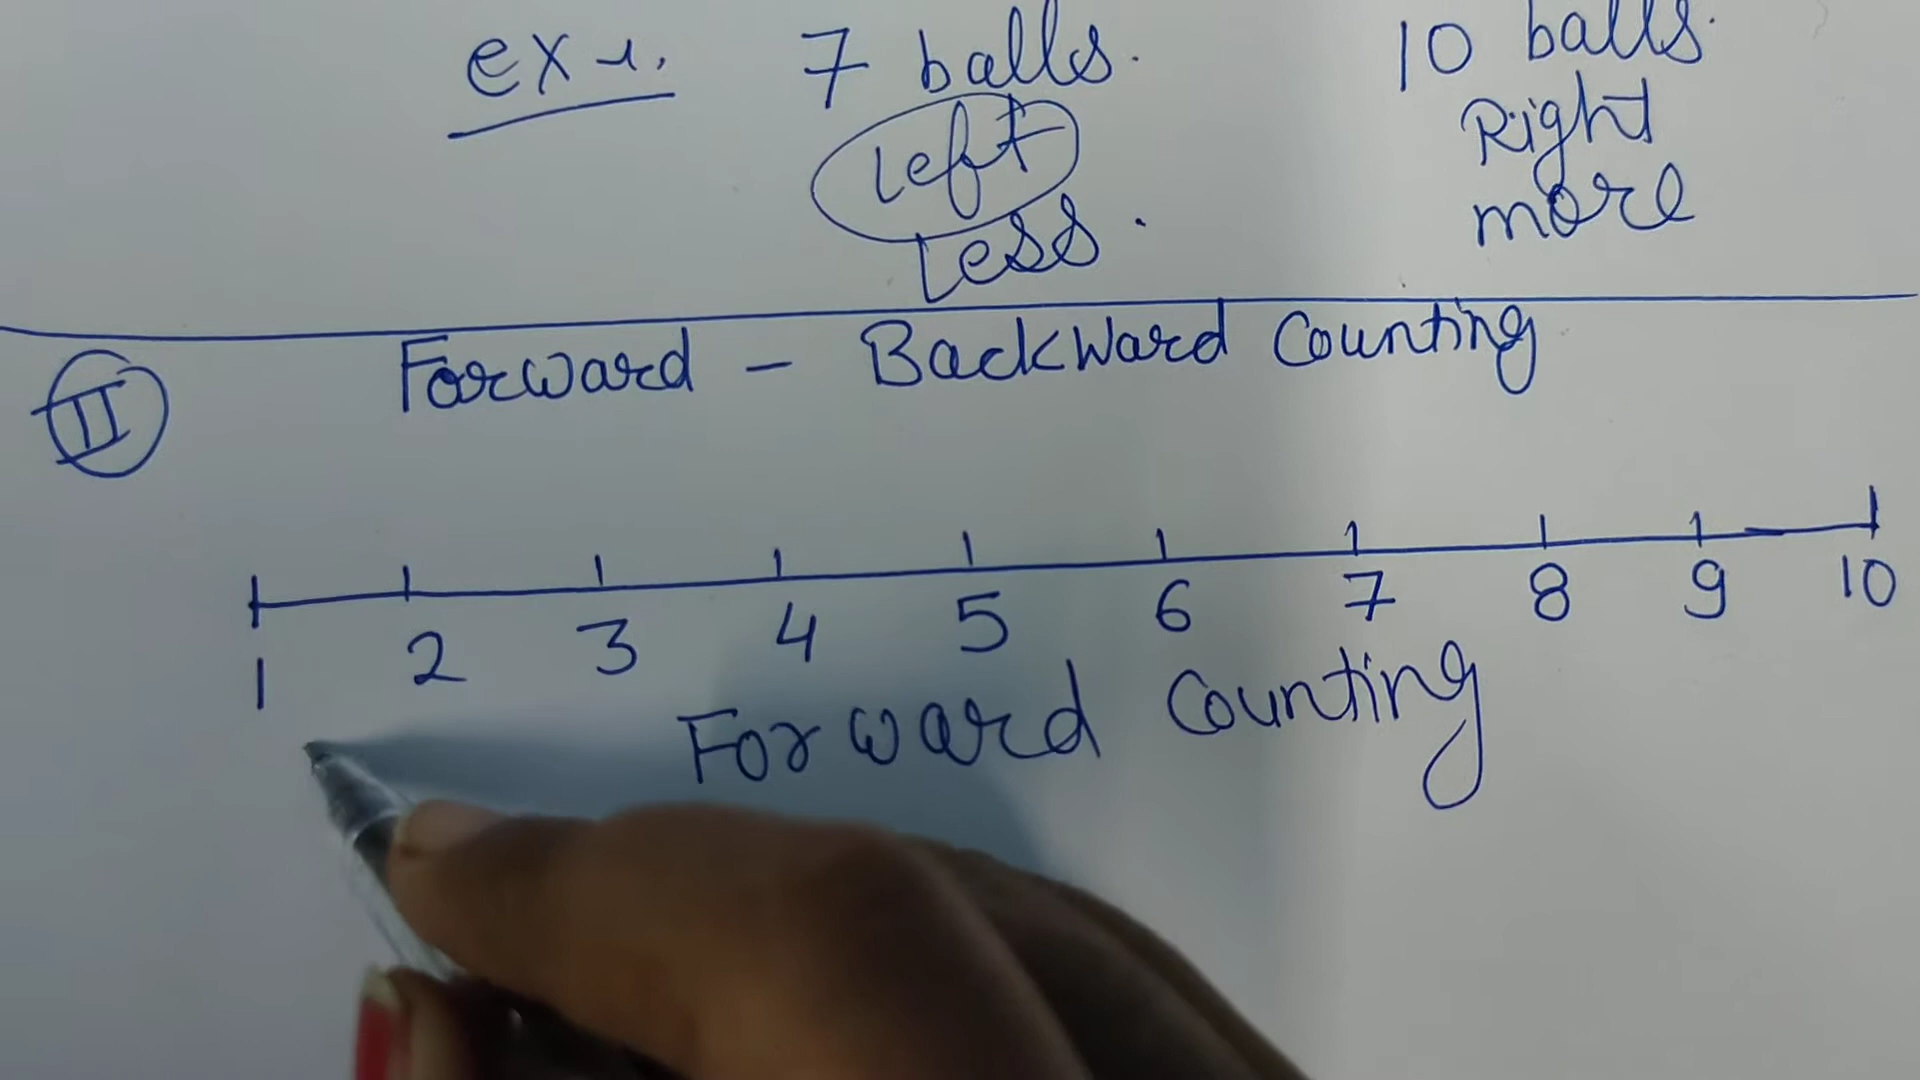 ex 1. 7 balls. 10 balls.
left Right
Less. more
II Forward - Backward Counting
1 2 3 4 5 6 7 8 9 10
Forward Counting